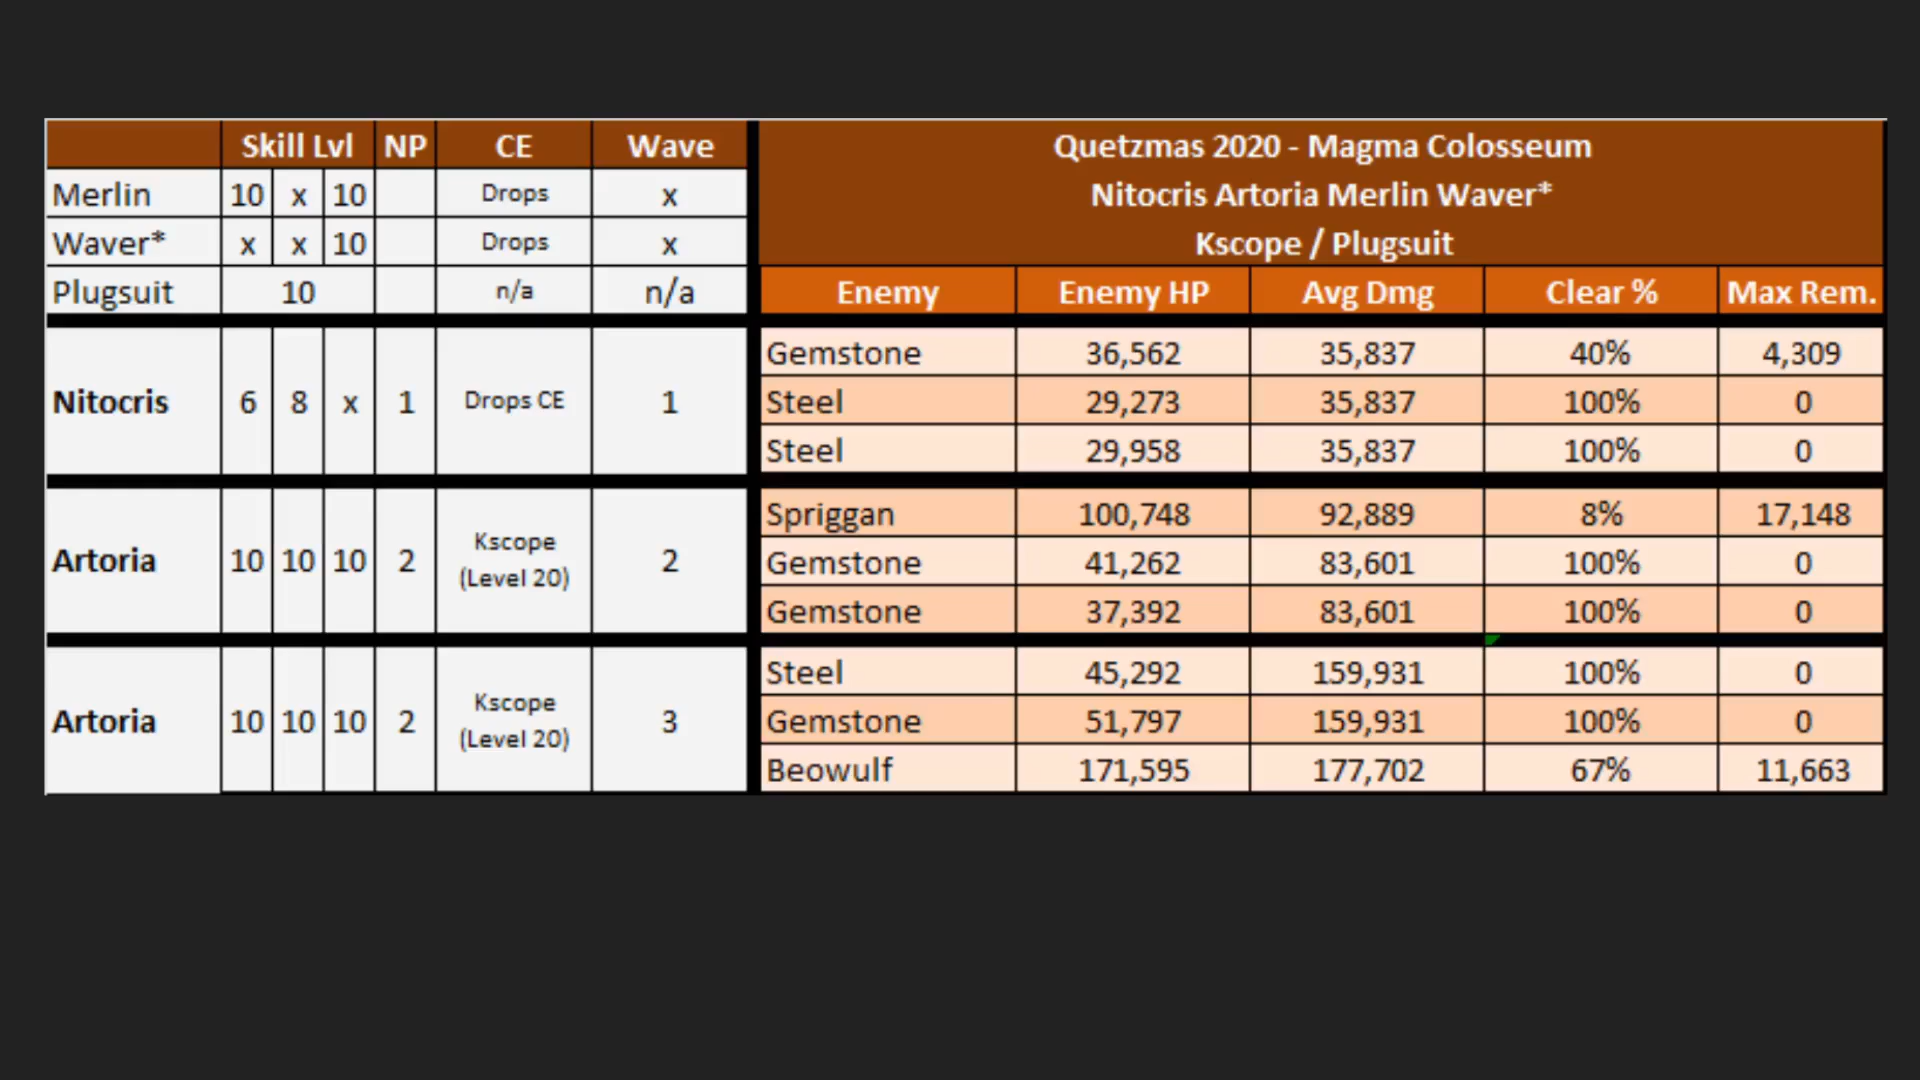 Skill Lvl NP CE Wave Quetzmas 2020 - Magma Colosseum
Merlin 10 x 10 Drops x Nitocris Artoria Merlin Waver*
Waver* x x 10 Drops x Kscope / Plugsuit
Plugsuit 10 n/a n/a Enemy Enemy HP Avg Dmg Clear % Max Rem.
Gemstone 36,562 35,837 40% 4,309
Nitocris 6 8 x 1 Drops CE 1 Steel 29,273 35,837 100% 0
Steel 29,958 35,837 100% 0
Spriggan 100,748 92,889 8% 17,148
Artoria 10 10 10 2 Kscope (Level 20) 2 Gemstone 41,262 83,601 100% 0
Gemstone 37,392 83,601 100% 0
Steel 45,292 159,931 100% 0
Artoria 10 10 10 2 Kscope (Level 20) 3 Gemstone 51,797 159,931 100% 0
Beowulf 171,595 177,702 67% 11,663